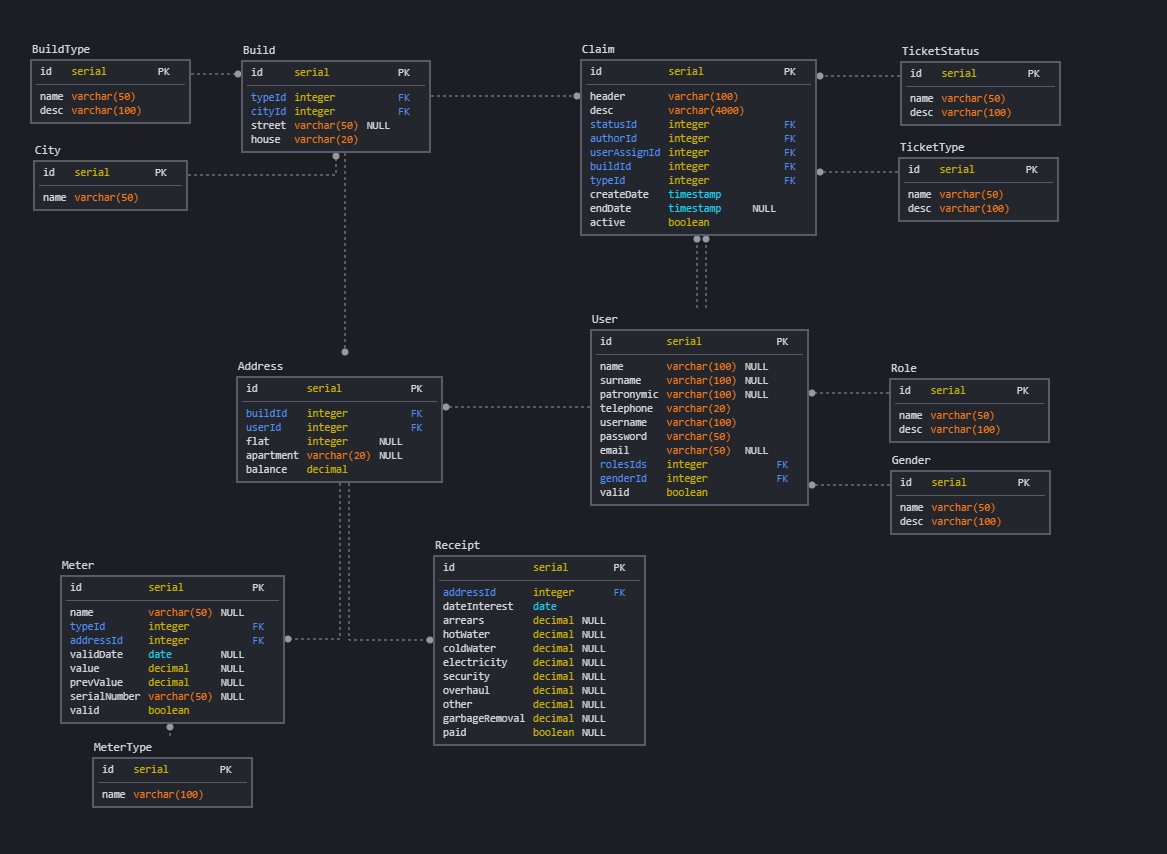 BuildType
id serial PK
name varchar(50)
desc varchar(100)
Build
id serial PK
typeId integer FK
cityId integer FK
street varchar(50) NULL
house varchar(20)
City
id serial PK
name varchar(50)
Claim
id serial PK
header varchar(100)
desc varchar(4000)
statusId integer FK
authorId integer FK
userAssignId integer FK
buildId integer FK
typeId integer FK
createDate timestamp
endDate timestamp NULL
active boolean
TicketStatus
id serial PK
name varchar(50)
desc varchar(100)
TicketType
id serial PK
name varchar(50)
desc varchar(100)
User
id serial PK
name varchar(100) NULL
surname varchar(100) NULL
patronymic varchar(100) NULL
telephone varchar(20)
username varchar(100)
password varchar(50)
email varchar(50) NULL
rolesIds integer FK
genderId integer FK
valid boolean
Address
id serial PK
buildId integer FK
userId integer FK
flat integer NULL
apartment varchar(20) NULL
balance decimal
Role
id serial PK
name varchar(50)
desc varchar(100)
Gender
id serial PK
name varchar(50)
desc varchar(100)
Receipt
id serial PK
addressId integer FK
dateInterest date
arrears decimal NULL
hotWater decimal NULL
coldWater decimal NULL
electricity decimal NULL
security decimal NULL
overhaul decimal NULL
other decimal NULL
garbageRemoval decimal NULL
paid boolean NULL
Meter
id serial PK
name varchar(50) NULL
typeId integer FK
addressId integer FK
validDate date NULL
value decimal NULL
prevValue decimal NULL
serialNumber varchar(50) NULL
valid boolean
MeterType
id serial PK
name varchar(100)